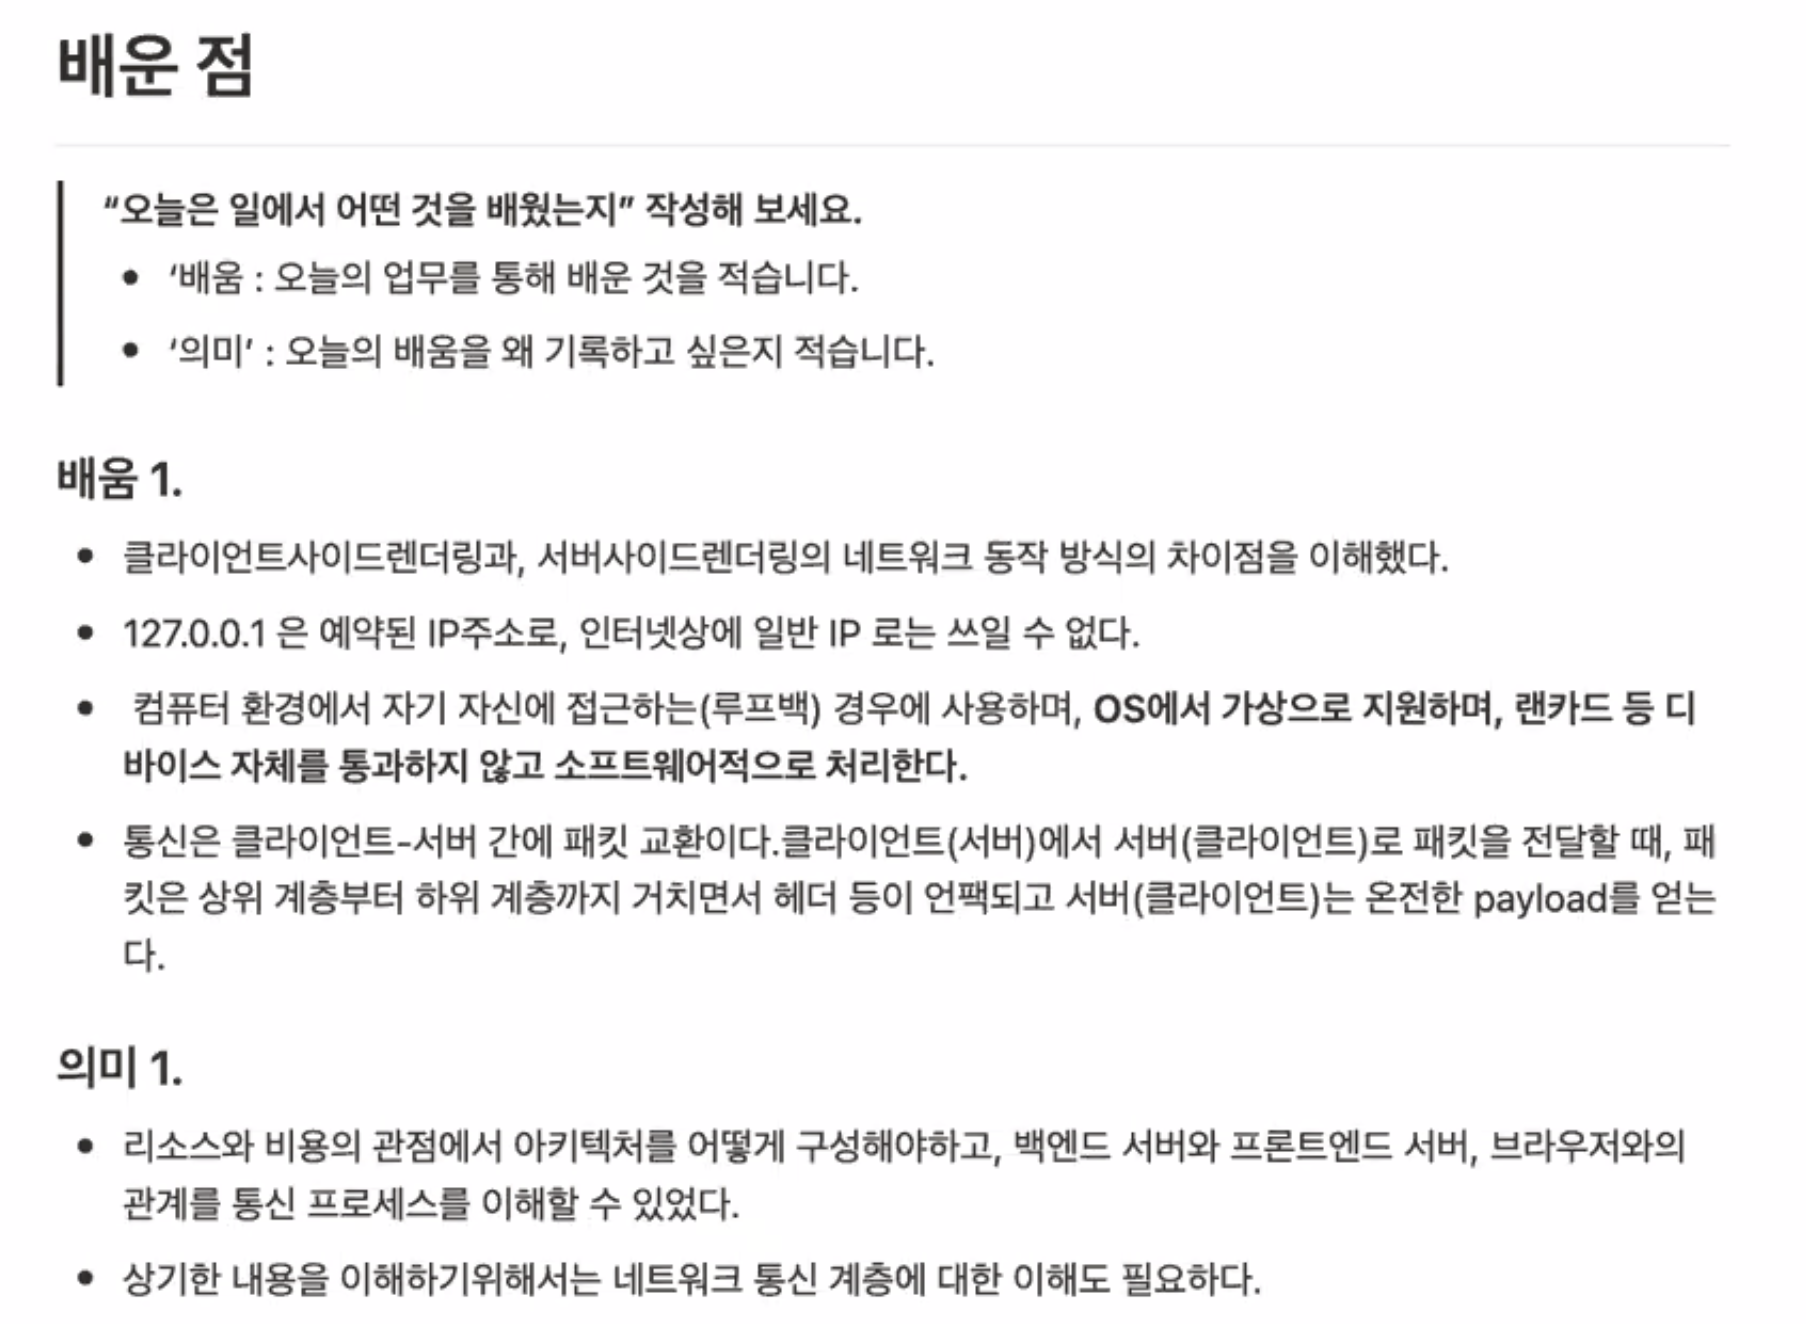 배운 점
“오늘은 일에서 어떤 것을 배웠는지” 작성해 보세요.
• ‘배움 : 오늘의 업무를 통해 배운 것을 적습니다.
• ‘의미’ : 오늘의 배움을 왜 기록하고 싶은지 적습니다.
배움 1.
• 클라이언트사이드렌더링과, 서버사이드렌더링의 네트워크 동작 방식의 차이점을 이해했다.
• 127.0.0.1 은 예약된 IP주소로, 인터넷상에 일반 IP 로는 쓰일 수 없다.
• 컴퓨터 환경에서 자기 자신에 접근하는(루프백) 경우에 사용하며, OS에서 가상으로 지원하며, 랜카드 등 디
바이스 자체를 통과하지 않고 소프트웨어적으로 처리한다.
• 통신은 클라이언트-서버 간에 패킷 교환이다.클라이언트(서버)에서 서버(클라이언트)로 패킷을 전달할 때, 패
킷은 상위 계층부터 하위 계층까지 거치면서 헤더 등이 언팩되고 서버(클라이언트)는 온전한 payload를 얻는
다.
의미 1.
• 리소스와 비용의 관점에서 아키텍처를 어떻게 구성해야하고, 백엔드 서버와 프론트엔드 서버, 브라우저와의
관계를 통신 프로세스를 이해할 수 있었다.
• 상기한 내용을 이해하기위해서는 네트워크 통신 계층에 대한 이해도 필요하다.